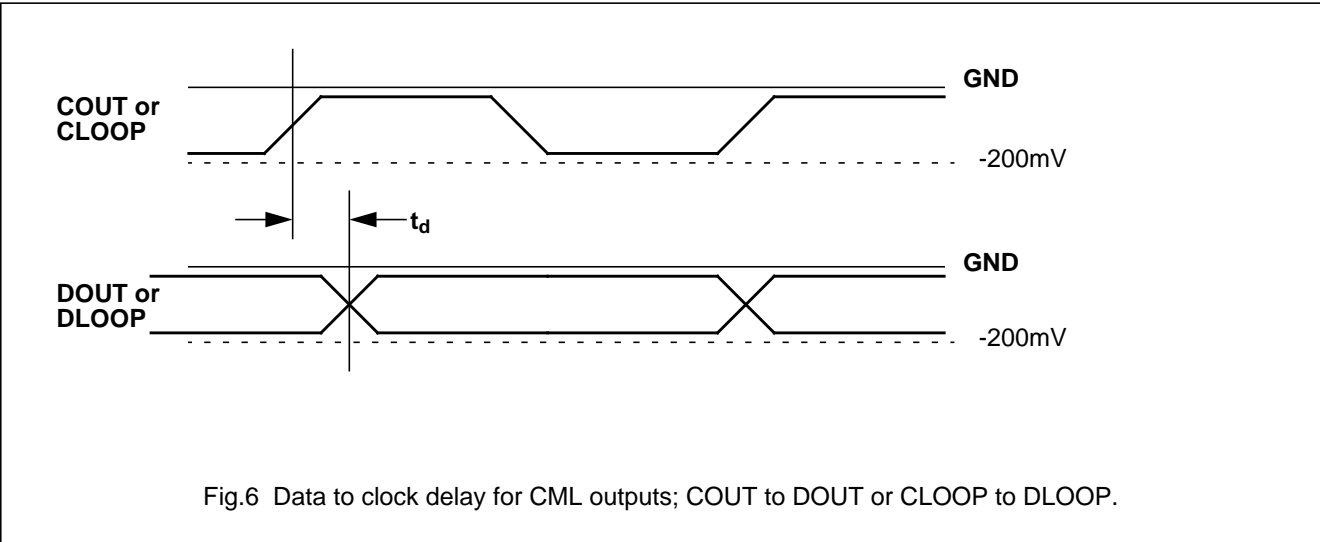 COUT or
CLOOP
GND
-200mV
td
DOUT or
DLOOP
GND
-200mV
Fig.6 Data to clock delay for CML outputs; COUT to DOUT or CLOOP to DLOOP.